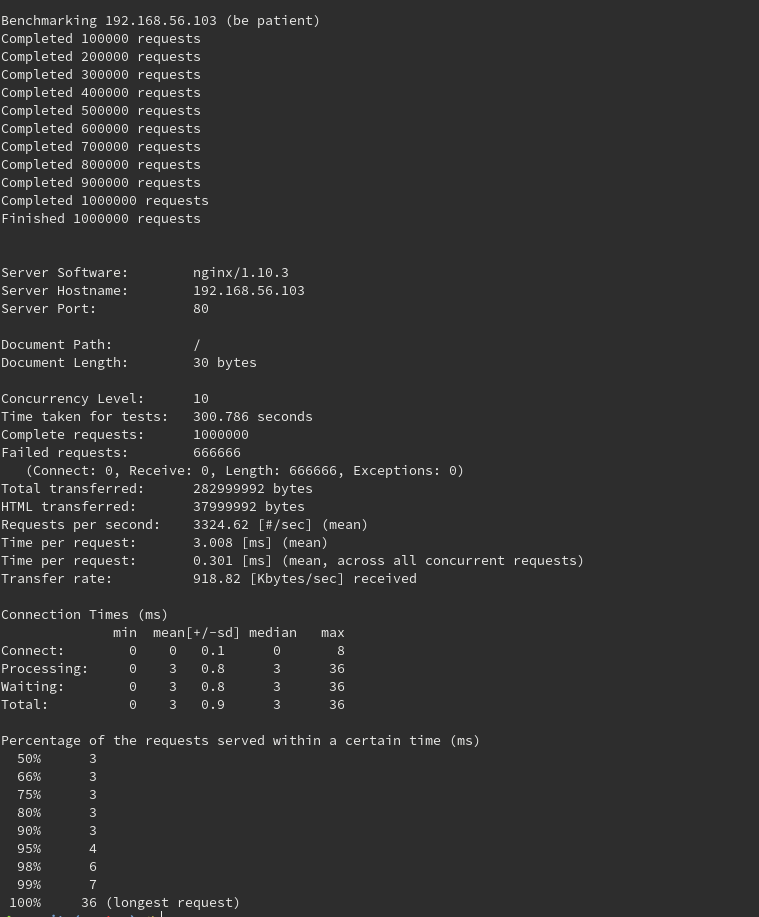 Benchmarking 192.168.56.103 (be patient)
Completed 100000 requests
Completed 200000 requests
Completed 300000 requests
Completed 400000 requests
Completed 500000 requests
Completed 600000 requests
Completed 700000 requests
Completed 800000 requests
Completed 900000 requests
Completed 1000000 requests
Finished 1000000 requests
Server Software:        nginx/1.10.3
Server Hostname:        192.168.56.103
Server Port:            80
Document Path:          /
Document Length:        30 bytes
Concurrency Level:      10
Time taken for tests:   300.786 seconds
Complete requests:      1000000
Failed requests:        666666
   (Connect: 0, Receive: 0, Length: 666666, Exceptions: 0)
Total transferred:      282999992 bytes
HTML transferred:       37999992 bytes
Requests per second:    3324.62 [#/sec] (mean)
Time per request:       3.008 [ms] (mean)
Time per request:       0.301 [ms] (mean, across all concurrent requests)
Transfer rate:          918.82 [Kbytes/sec] received
Connection Times (ms)
              min  mean[+/-sd] median   max
Connect:        0    0   0.1      0       8
Processing:     0    3   0.8      3      36
Waiting:        0    3   0.8      3      36
Total:          0    3   0.9      3      36
Percentage of the requests served within a certain time (ms)
  50%      3
  66%      3
  75%      3
  80%      3
  90%      3
  95%      4
  98%      6
  99%      7
 100%     36 (longest request)